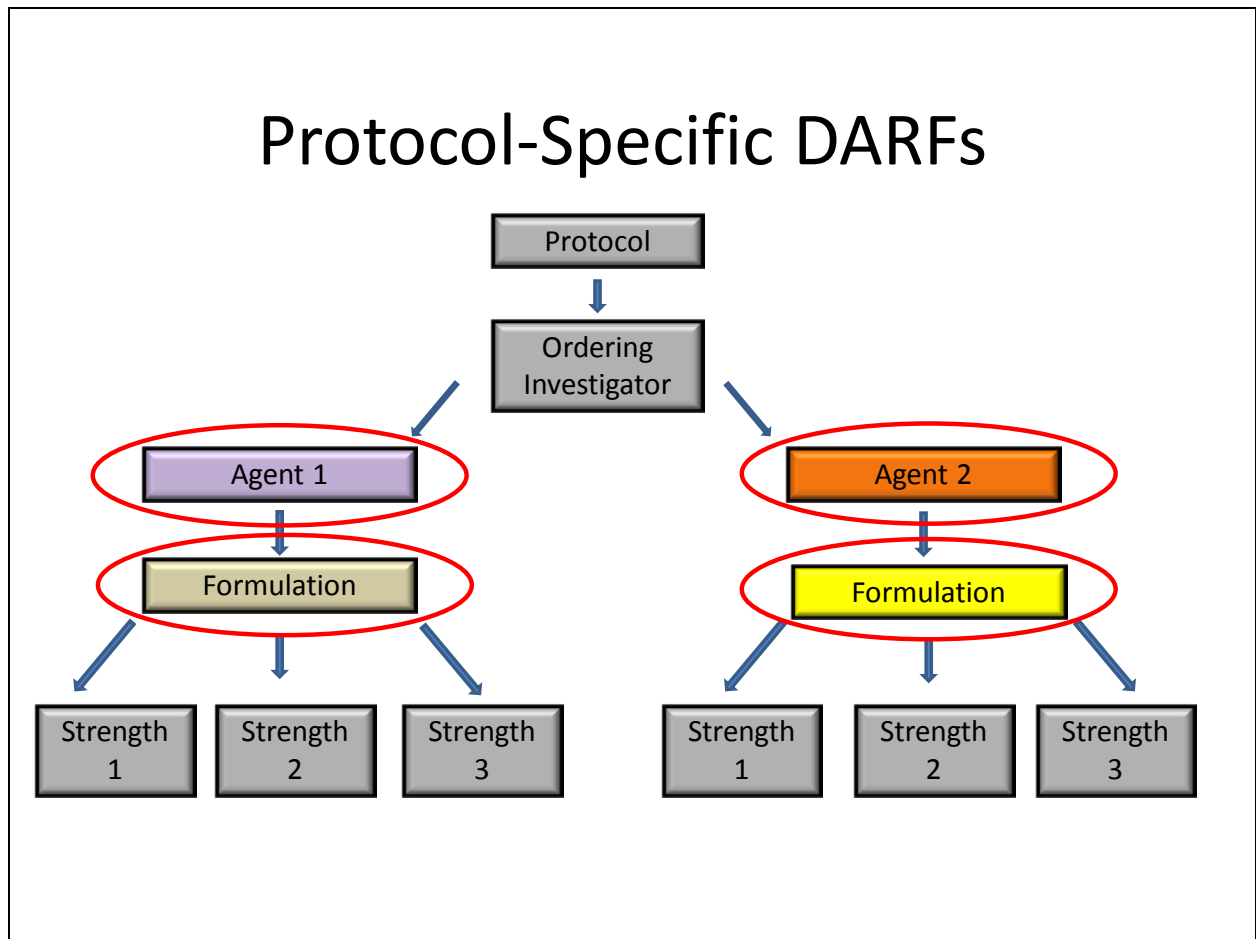 Protocol-Specific DARFs
Protocol
Ordering
Investigator
Agent 1
Agent 2
Formulation
Formulation
Strength
1
Strength
2
Strength
3
Strength
1
Strength
2
Strength
3